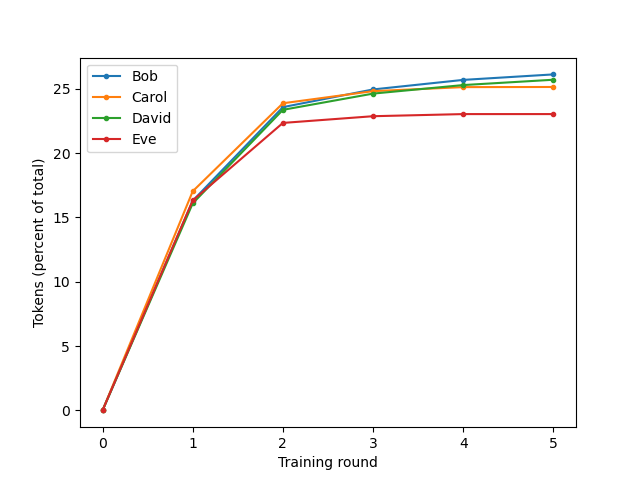 Bob
Carol
David
Eve
Tokens (percent of total)
25
20
15
10
5
0
0 1 2 3 4 5
Training round